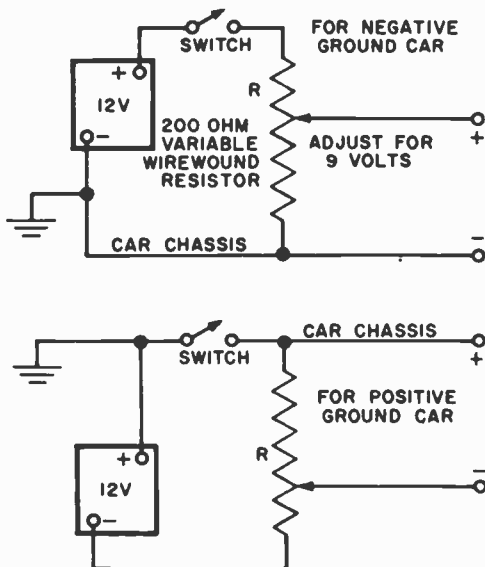 FOR NEGATIVE
GROUND CAR
SWITCH
+
12V
-
R
200 OHM
VARIABLE
WIREWOUND
RESISTOR
ADJUST FOR
9 VOLTS
+
CAR CHASSIS
-
CAR CHASSIS
SWITCH
+
FOR POSITIVE
GROUND CAR
+
12V
-
R
-